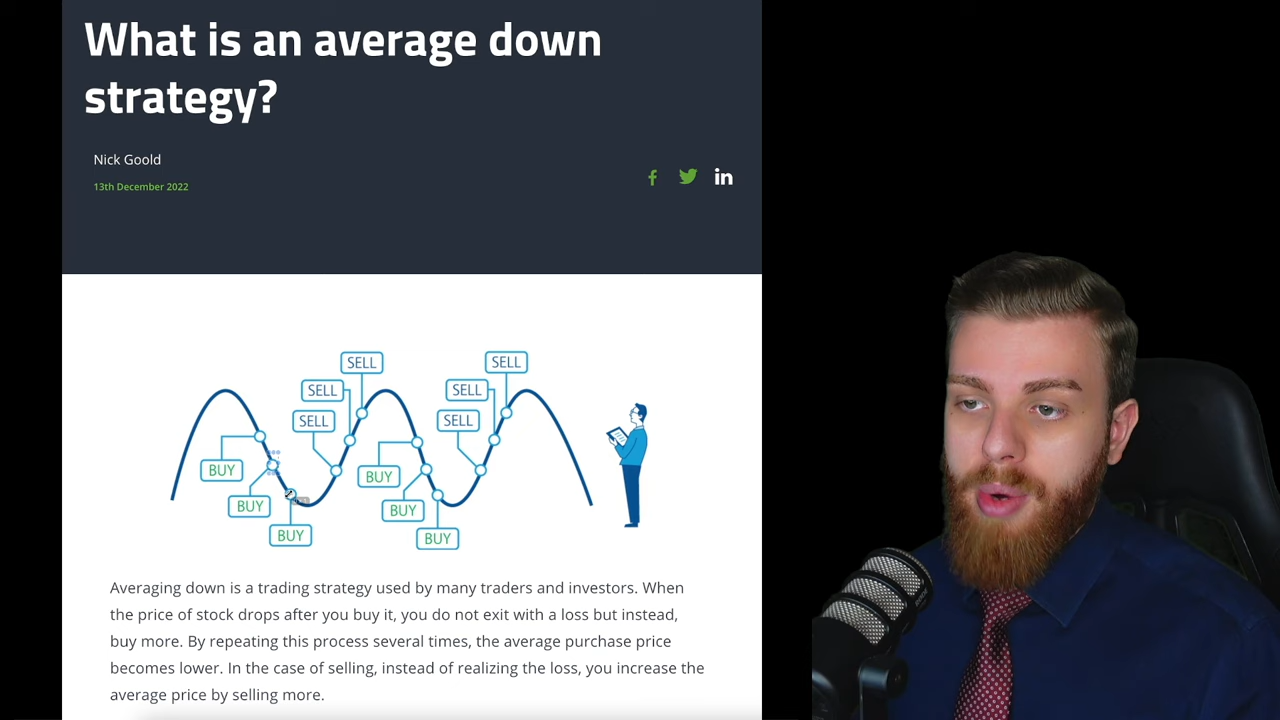 What is an average down
strategy?
Nick Goold
13th December 2022
SELL SELL
SELL SELL
SELL SELL
BUY BUY
BUY BUY
BUY BUY
Averaging down is a trading strategy used by many traders and investors. When
the price of stock drops after you buy it, you do not exit with a loss but instead,
buy more. By repeating this process several times, the average purchase price
becomes lower. In the case of selling, instead of realizing the loss, you increase the
average price by selling more.